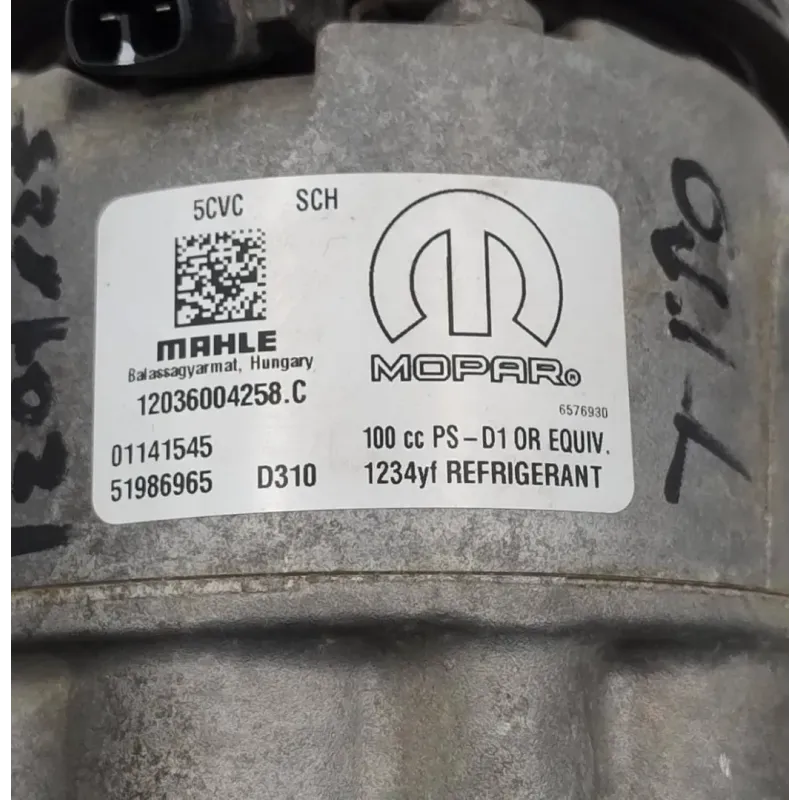 5CVC SCH
MAHLE
Balassagyarmat, Hungary
12036004258.C
01141545
51986965 D310
MOPAR®
6576930
100 cc PS-D1 OR EQUIV.
1234yf REFRIGERANT